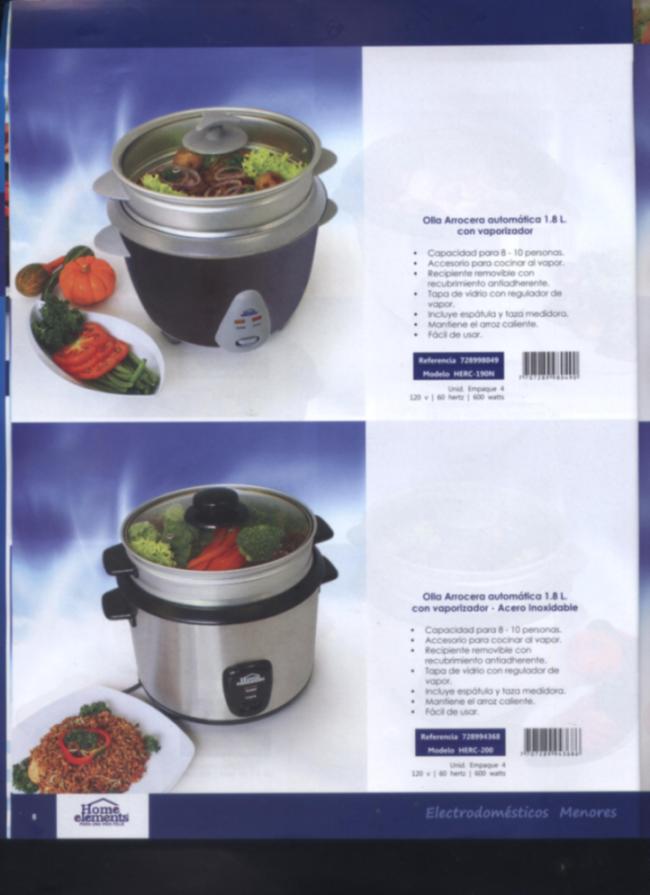 Olla Arrocera automática 1.8 L.
con vaporizador
• Capacidad para 8 - 10 personas.
• Accesorio para cocinar al vapor.
• Recipiente removible con
recubrimiento antiadherente.
• Tapa de vidrio con regulador de
vapor.
• Incluye espátula y taza medidora.
• Mantiene el arroz caliente.
• Fácil de usar.
Referencia 728998049
Modelo HERC-190N
Unid. Empaque 4
120 v | 60 hertz | 600 watts
Olla Arrocera automática 1.8 L.
con vaporizador - Acero Inoxidable
• Capacidad para 8 - 10 personas.
• Accesorio para cocinar al vapor.
• Recipiente removible con
recubrimiento antiadherente.
• Tapa de vidrio con regulador de
vapor.
• Incluye espátula y taza medidora.
• Mantiene el arroz caliente.
• Fácil de usar.
Home
elements
Referencia 728994368
Modelo HERC-200
Unid. Empaque 4
120 v | 60 hertz | 600 watts
Home
elements
Electrodomésticos Menores